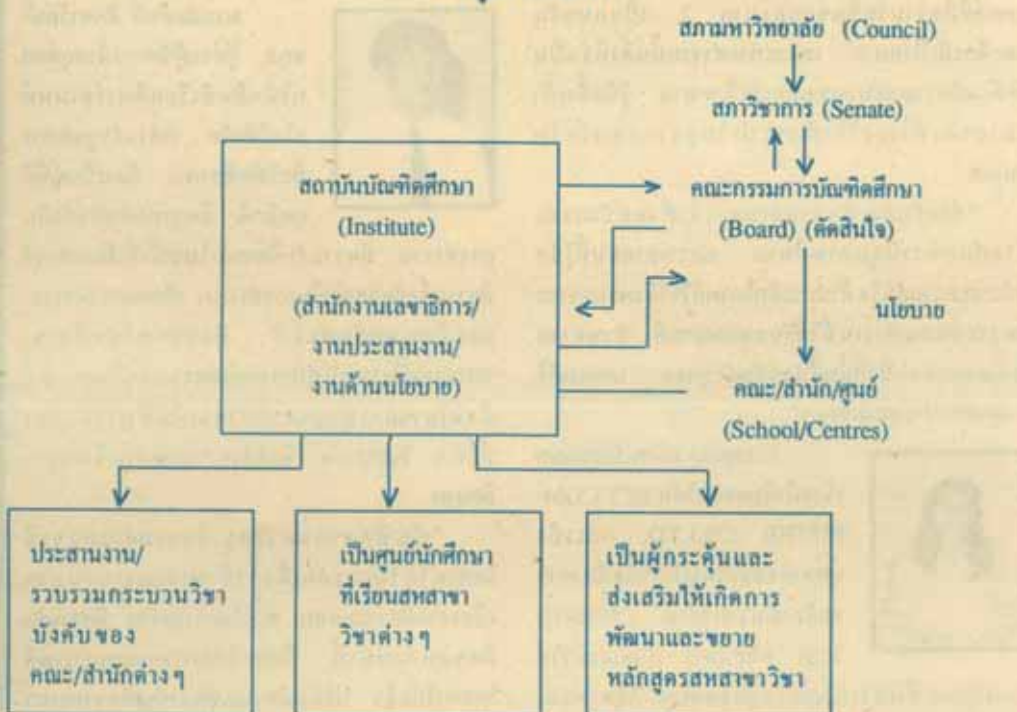 สภามหาวิทยาลัย (Council)
สภาวิชาการ (Senate)
สถาบันบัณฑิตศึกษา
(Institute)
(สำนักงานเลขาธิการ/
งานประสานงาน/
งานด้านนโยบาย)
คณะกรรมการบัณฑิตศึกษา
(Board) (ตัดสินใจ)
นโยบาย
คณะ/สำนัก/ศูนย์
(School/Centres)
ประสานงาน/
รวบรวมกระบวนวิชา
บังคับของ
คณะ/สำนักต่างๆ
เป็นศูนย์นักศึกษา
ที่เรียนสหสาขา
วิชาต่างๆ
เป็นผู้กระตุ้นและ
ส่งเสริมให้เกิดการ
พัฒนาและขยาย
หลักสูตรสหสาขาวิชา